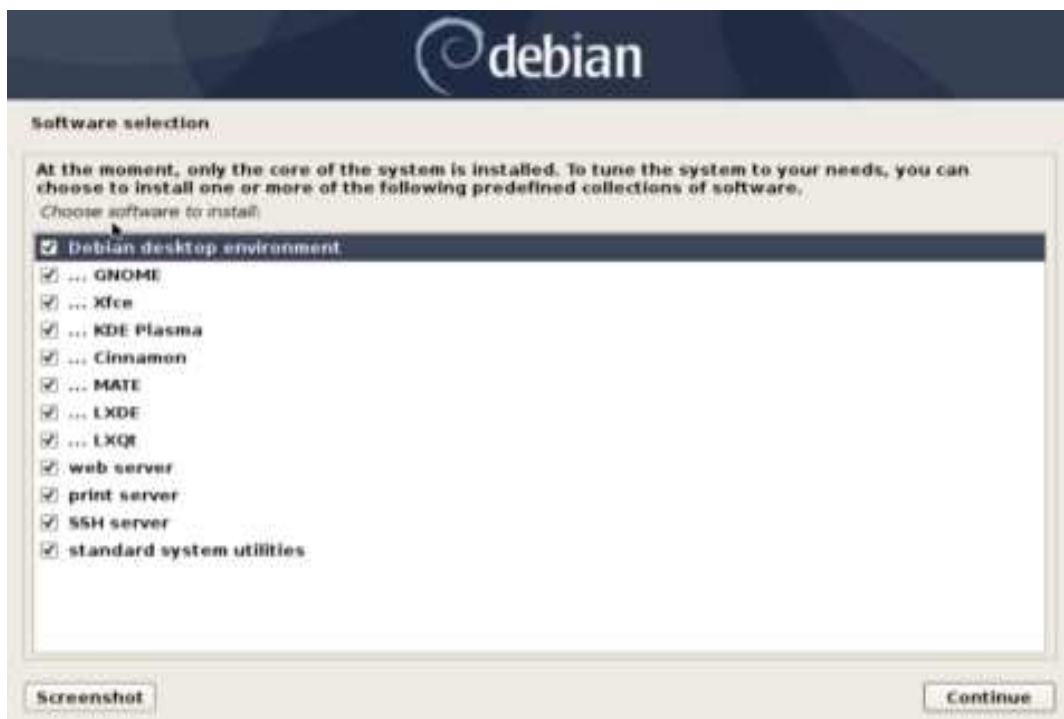 debian
Software selection
At the moment, only the core of the system is installed. To tune the system to your needs, you can
choose to install one or more of the following predefined collections of software.
Choose software to install:
Debian desktop environment
... GNOME
... Xfce
... KDE Plasma
... Cinnamon
... MATE
... LXDE
... LXQt
web server
print server
SSH server
standard system utilities
Screenshot
Continue